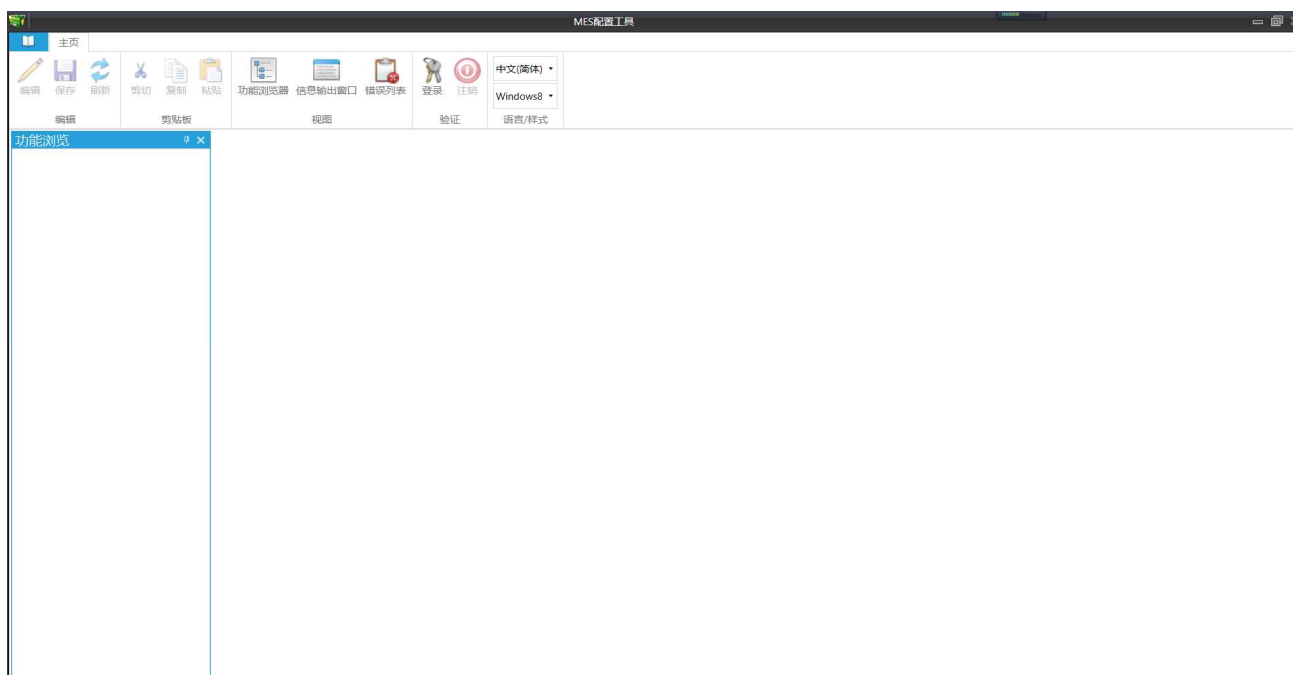 MES配置工具
主页
编辑 保存 刷新 剪切 复制 粘贴 功能浏览器 信息输出窗口 错误列表 登录 注销 中文(简体)
Windows8
编辑 剪贴板 视图 验证 语言/样式
功能浏览